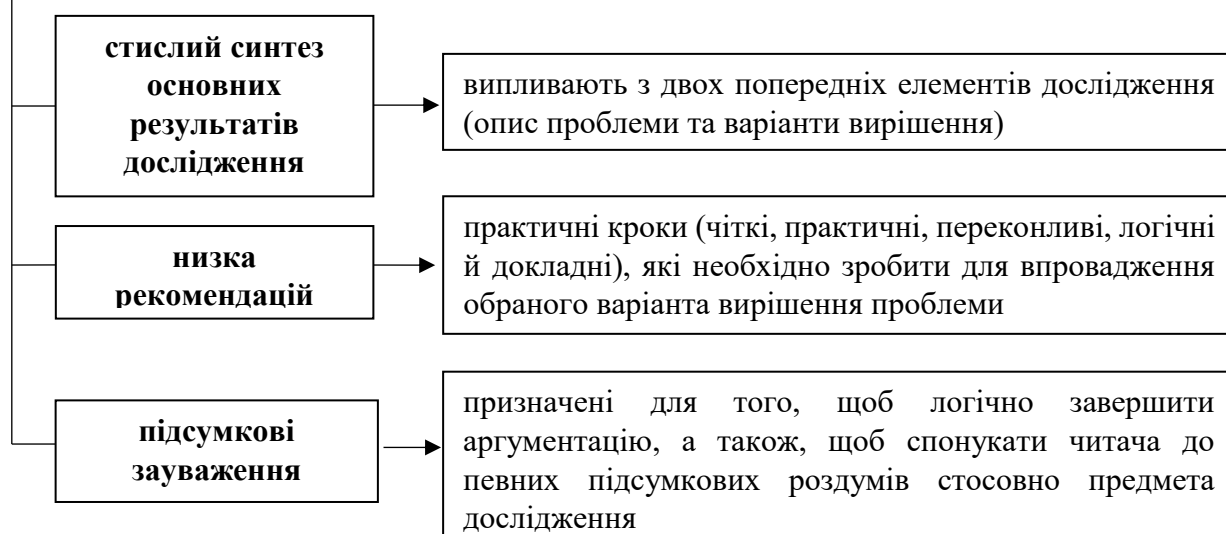 стислий синтез
основних
результатів
дослідження
випливають з двох попередніх елементів дослідження
(опис проблеми та варіанти вирішення)
низка
рекомендацій
практичні кроки (чіткі, практичні, переконливі, логічні
й докладні), які необхідно зробити для впровадження
обраного варіанта вирішення проблеми
підсумкові
зауваження
призначені для того, щоб логічно завершити
аргументацію, а також, щоб спонукати читача до
певних підсумкових роздумів стосовно предмета
дослідження